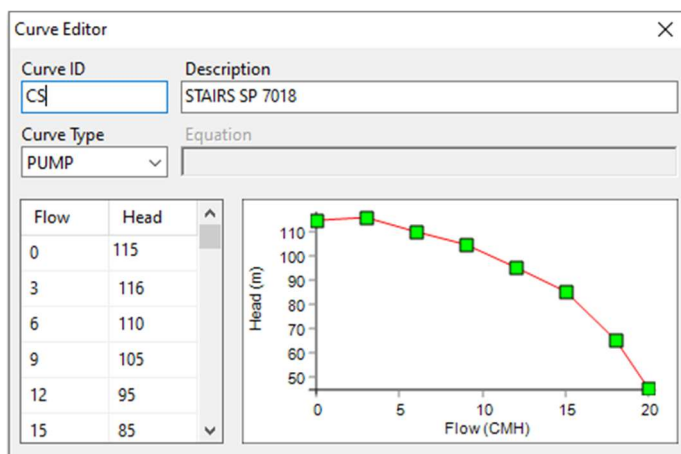 Curve Editor
Curve ID Description
CS STAIRS SP 7018
Curve Type Equation
PUMP
Flow Head
0 115
3 116
6 110
9 105
12 95
15 85
Head (m)
110
100
90
80
70
60
50
0 5 10 15 20
Flow (CMH)